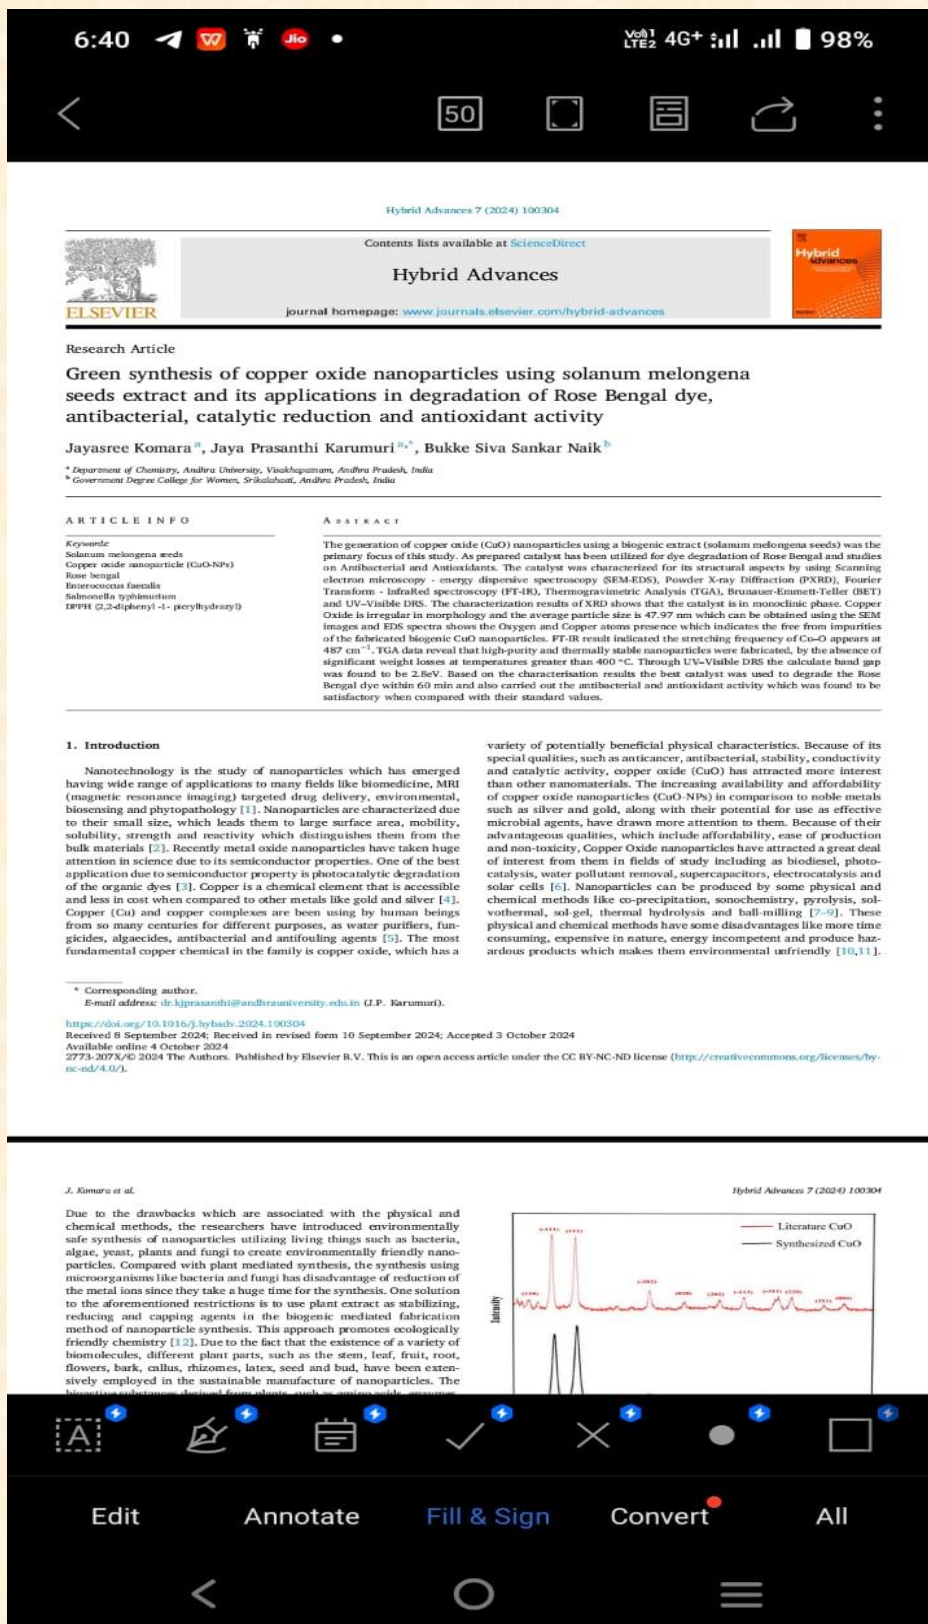 6:40
W
Jio
Vo))1
LTE2
4G+
98%
50
Hybrid Advances 7 (2024) 100304
Contents lists available at ScienceDirect
Hybrid Advances
journal homepage: www.journals.elsevier.com/hybrid-advances
ELSEVIER
Hybrid
Advances
Research Article
Green synthesis of copper oxide nanoparticles using solanum melongena
seeds extract and its applications in degradation of Rose Bengal dye,
antibacterial, catalytic reduction and antioxidant activity
Jayasree Komara a, Jaya Prasanthi Karumuri a,*, Bukke Siva Sankar Naik b
a Department of Chemistry, Andhra University, Visakhapatnam, Andhra Pradesh, India
b Government Degree College for Women, Srikalahasti, Andhra Pradesh, India
ARTICLE INFO
Keywords:
Solanum melongena seeds
Copper oxide nanoparticle (CuO-NPs)
Rose bengal
Enterococcus faecalis
Salmonella typhimurium
DPPH (2,2-diphenyl -1- picrylhydrazyl)
ABSTRACT
The generation of copper oxide (CuO) nanoparticles using a biogenic extract (solanum melongena seeds) was the
primary focus of this study. As prepared catalyst has been utilized for dye degradation of Rose Bengal and studies
on Antibacterial and Antioxidants. The catalyst was characterized for its structural aspects by using Scanning
electron microscopy - energy dispersive spectroscopy (SEM-EDS), Powder X-ray Diffraction (PXRD), Fourier
Transform - InfraRed spectroscopy (FT-IR), Thermogravimetric Analysis (TGA), Brunauer-Emmett-Teller (BET)
and UV–Visible DRS. The characterization results of XRD shows that the catalyst is in monoclinic phase. Copper
Oxide is irregular in morphology and the average particle size is 47.97 nm which can be obtained using the SEM
images and EDS spectra shows the Oxygen and Copper atoms presence which indicates the free from impurities
of the fabricated biogenic CuO nanoparticles. FT-IR result indicated the stretching frequency of Cu–O appears at
487 cm⁻¹. TGA data reveal that high-purity and thermally stable nanoparticles were fabricated, by the absence of
significant weight losses at temperatures greater than 400 °C. Through UV–Visible DRS the calculate band gap
was found to be 2.8eV. Based on the characterisation results the best catalyst was used to degrade the Rose
Bengal dye within 60 min and also carried out the antibacterial and antioxidant activity which was found to be
satisfactory when compared with their standard values.
1. Introduction
Nanotechnology is the study of nanoparticles which has emerged
having wide range of applications to many fields like biomedicine, MRI
(magnetic resonance imaging) targeted drug delivery, environmental,
biosensing and phytopathology [1]. Nanoparticles are characterized due
to their small size, which leads them to large surface area, mobility,
solubility, strength and reactivity which distinguishes them from the
bulk materials [2]. Recently metal oxide nanoparticles have taken huge
attention in science due to its semiconductor properties. One of the best
application due to semiconductor property is photocatalytic degradation
of the organic dyes [3]. Copper is a chemical element that is accessible
and less in cost when compared to other metals like gold and silver [4].
Copper (Cu) and copper complexes are been using by human beings
from so many centuries for different purposes, as water purifiers, fun-
gicides, algaecides, antibacterial and antifouling agents [5]. The most
fundamental copper chemical in the family is copper oxide, which has a
variety of potentially beneficial physical characteristics. Because of its
special qualities, such as anticancer, antibacterial, stability, conductivity
and catalytic activity, copper oxide (CuO) has attracted more interest
than other nanomaterials. The increasing availability and affordability
of copper oxide nanoparticles (CuO-NPs) in comparison to noble metals
such as silver and gold, along with their potential for use as effective
microbial agents, have drawn more attention to them. Because of their
advantageous qualities, which include affordability, ease of production
and non-toxicity, Copper Oxide nanoparticles have attracted a great deal
of interest from them in fields of study including as biodiesel, photo-
catalysis, water pollutant removal, supercapacitors, electrocatalysis and
solar cells [6]. Nanoparticles can be produced by some physical and
chemical methods like co-precipitation, sonochemistry, pyrolysis, sol-
vothermal, sol-gel, thermal hydrolysis and ball-milling [7–9]. These
physical and chemical methods have some disadvantages like more time
consuming, expensive in nature, energy incompetent and produce haz-
ardous products which makes them environmental unfriendly [10,11].
* Corresponding author.
E-mail address: dr.kjprasanthi@andhrauniversity.edu.in (J.P. Karumuri).
https://doi.org/10.1016/j.hybadv.2024.100304
Received 8 September 2024; Received in revised form 10 September 2024; Accepted 3 October 2024
Available online 4 October 2024
2773-207X/© 2024 The Authors. Published by Elsevier B.V. This is an open access article under the CC BY-NC-ND license (http://creativecommons.org/licenses/by-
nc-nd/4.0/).
J. Komara et al.
Hybrid Advances 7 (2024) 100304
Due to the drawbacks which are associated with the physical and
chemical methods, the researchers have introduced environmentally
safe synthesis of nanoparticles utilizing living things such as bacteria,
algae, yeast, plants and fungi to create environmentally friendly nano-
particles. Compared with plant mediated synthesis, the synthesis using
microorganisms like bacteria and fungi has disadvantage of reduction of
the metal ions since they take a huge time for the synthesis. One solution
to the aforementioned restrictions is to use plant extract as stabilizing,
reducing and capping agents in the biogenic mediated fabrication
method of nanoparticle synthesis. This approach promotes ecologically
friendly chemistry [12]. Due to the fact that the existence of a variety of
biomolecules, different plant parts, such as the stem, leaf, fruit, root,
flowers, bark, callus, rhizomes, latex, seed and bud, have been exten-
sively employed in the sustainable manufacture of nanoparticles. The
bioactive substances derived from plants, such as amino acids, enzymes,
Literature CuO
Synthesized CuO
Intensity
(-111) (111)
A
Edit
Annotate
Fill & Sign
Convert
All